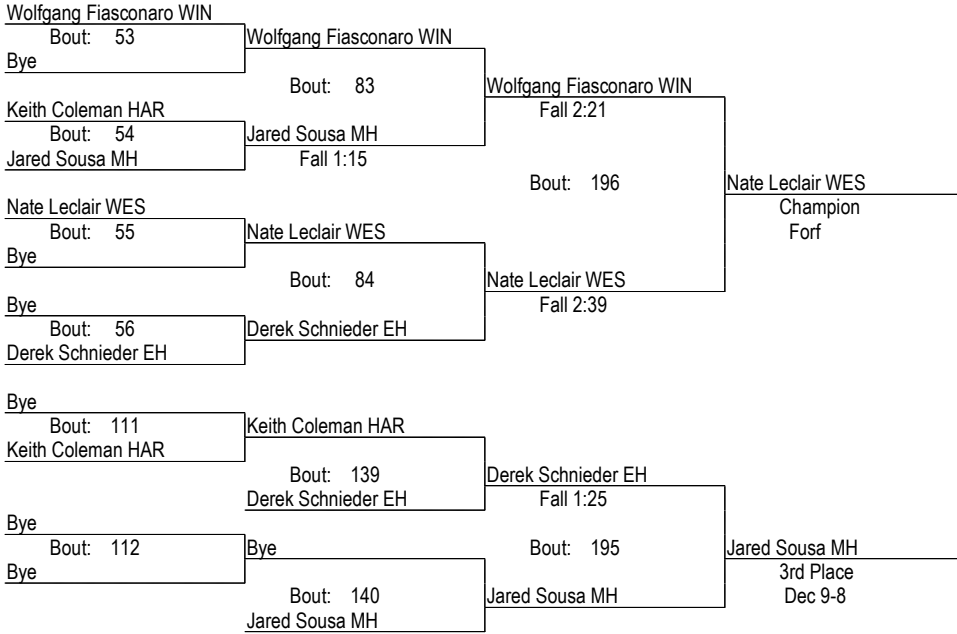 Wolfgang Fiasconaro WIN
Bout: 53
Wolfgang Fiasconaro WIN
Bye
Bout: 83
Wolfgang Fiasconaro WIN
Fall 2:21
Keith Coleman HAR
Bout: 54
Jared Sousa MH
Jared Sousa MH
Fall 1:15
Bout: 196
Nate Leclair WES
Champion
Forf
Nate Leclair WES
Bout: 55
Nate Leclair WES
Bye
Bout: 84
Nate Leclair WES
Fall 2:39
Bye
Bout: 56
Derek Schnieder EH
Derek Schnieder EH
Bye
Bout: 111
Keith Coleman HAR
Keith Coleman HAR
Bout: 139
Derek Schnieder EH
Derek Schnieder EH
Fall 1:25
Bye
Bout: 112
Bye
Bye
Bout: 195
Jared Sousa MH
3rd Place
Dec 9-8
Bout: 140
Jared Sousa MH
Jared Sousa MH